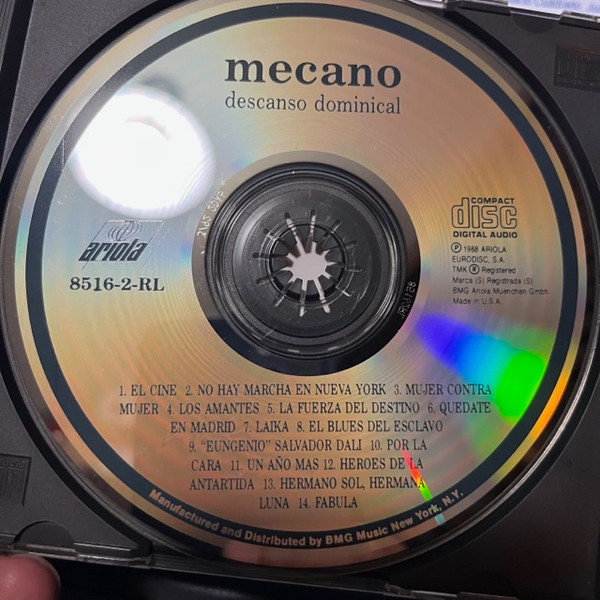 mecano
descanso dominical
ariola
8516-2-RL
COMPACT
disc
DIGITAL AUDIO
Ⓟ 1988 ARIOLA
EURODISC, S.A.
TMK ® Registered
Marca (S) Registrada (S)
BMG Ariola Muenchen Gmbh
Made in U.S.A.
1. EL CINE 2. NO HAY MARCHA EN NUEVA YORK 3. MUJER CONTRA
MUJER 4. LOS AMANTES 5. LA FUERZA DEL DESTINO 6. QUEDATE
EN MADRID 7. LAIKA 8. EL BLUES DEL ESCLAVO
9. “EUNGENIO” SALVADOR DALI 10. POR LA
CARA 11. UN AÑO MAS 12. HEROES DE LA
ANTARTIDA 13. HERMANO SOL, HERMANA
LUNA 14. FABULA
Manufactured and Distributed by BMG Music New York, N.Y.